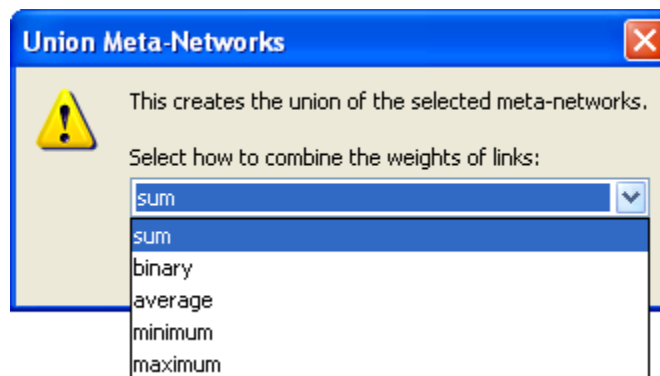 Union Meta-Networks
This creates the union of the selected meta-networks.
Select how to combine the weights of links:
sum
sum
binary
average
minimum
maximum